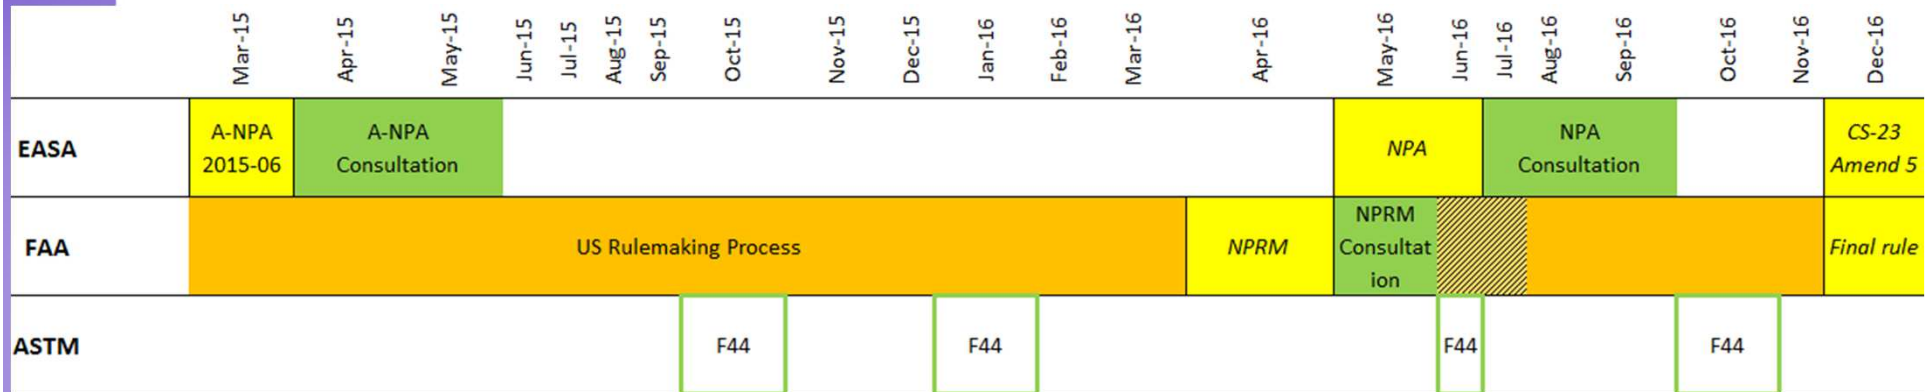 Mar-15 Apr-15 May-15 Jun-15 Jul-15 Aug-15 Sep-15 Oct-15 Nov-15 Dec-15 Jan-16 Feb-16 Mar-16 Apr-16 May-16 Jun-16 Jul-16 Aug-16 Sep-16 Oct-16 Nov-16 Dec-16
EASA
A-NPA
2015-06
A-NPA
Consultation
NPA
NPA
Consultation
CS-23
Amend 5
FAA
US Rulemaking Process
NPRM
NPRM
Consultat
ion
Final rule
ASTM
F44
F44
F44
F44